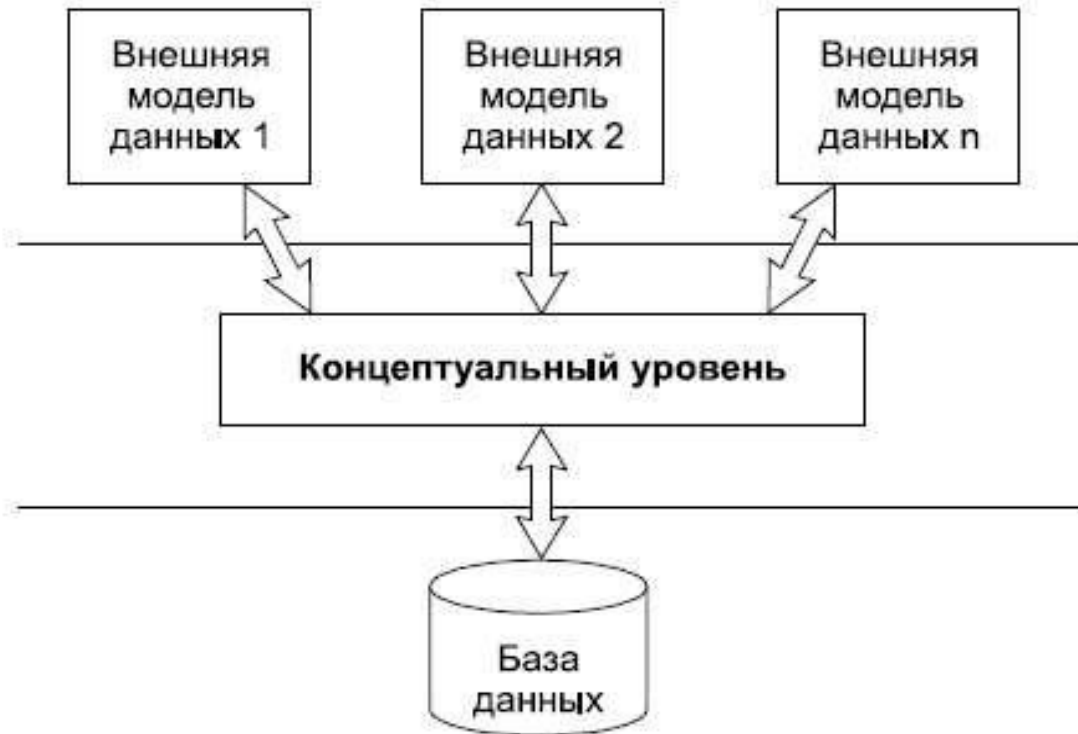 Внешняя
модель
данных 1
Внешняя
модель
данных 2
Внешняя
модель
данных n
Концептуальный уровень
База
данных